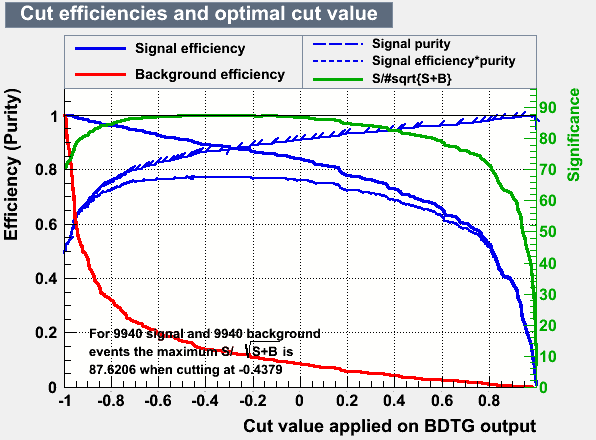 Cut efficiencies and optimal cut value
Signal efficiency
Background efficiency
Signal purity
Signal efficiency*purity
S/#sqrt{S+B}
Efficiency (Purity)
1
0.8
0.6
0.4
0.2
0
Significance
90
80
70
60
50
40
30
20
10
0
For 9940 signal and 9940 background
events the maximum S/ √S+B is
87.6206 when cutting at -0.4379
-1 -0.8 -0.6 -0.4 -0.2 0 0.2 0.4 0.6 0.8
Cut value applied on BDTG output